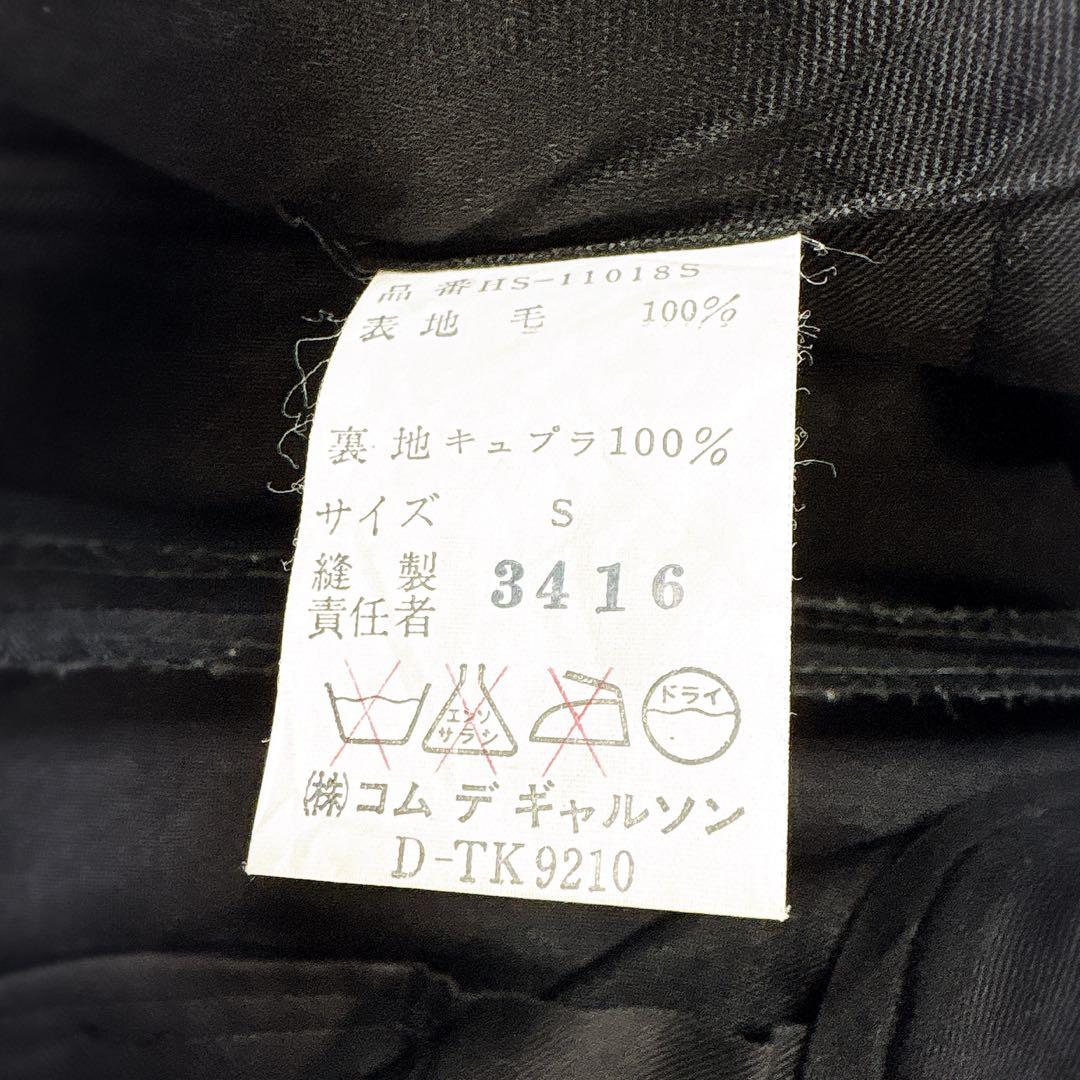 品番HS-11018S
表地 毛 100%
裏地キュプラ100%
サイズ S
縫製
責任者 3416
エンソ
サラシ
ドライ
(株)コム デ ギャルソン
D-TK9210